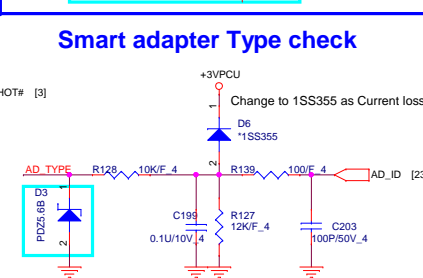 Smart adapter Type check
+3VPCU
HOT# [3]
Change to 1SS355 as Current loss
1
D6
*1SS355
2
AD_TYPE
R128
10K/F_4
R139
100/F_4
AD_ID [23
D3
1
PDZ5.6B
2
C199
0.1U/10V_4
R127
12K/F_4
C203
100P/50V_4